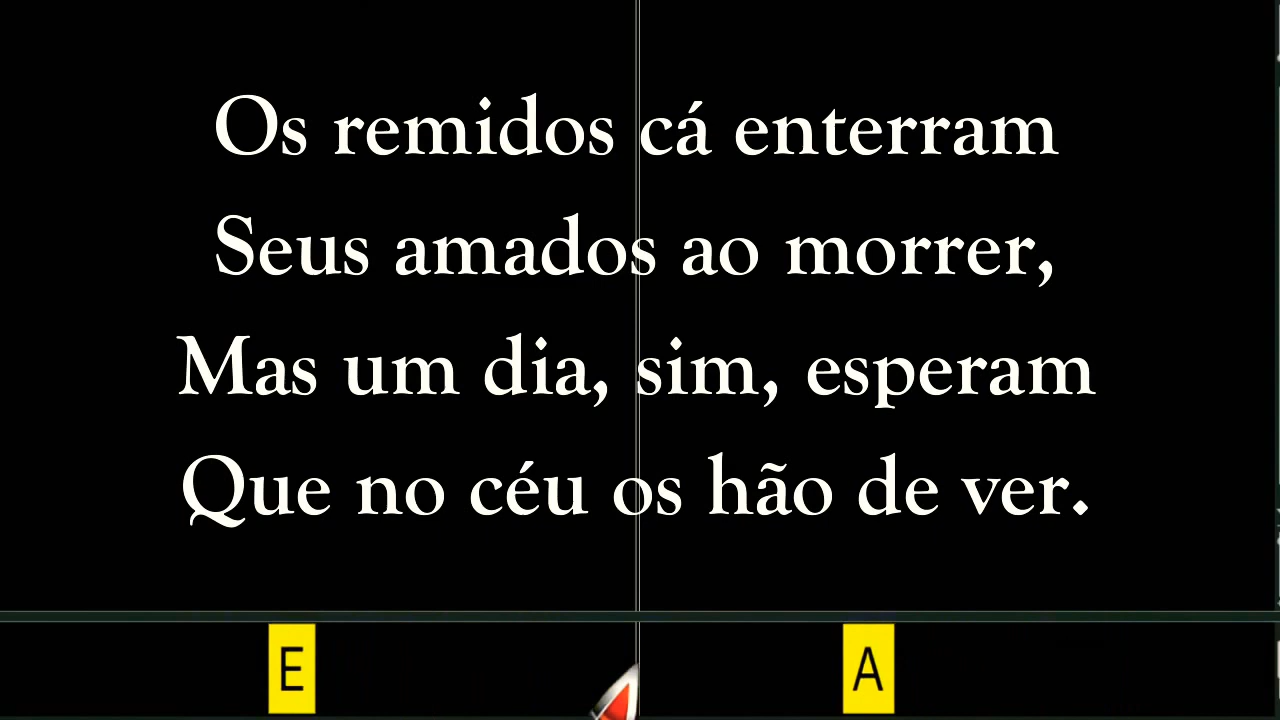 Os remidos cá enterram
Seus amados ao morrer,
Mas um dia, sim, esperam
Que no céu os hão de ver.
E A